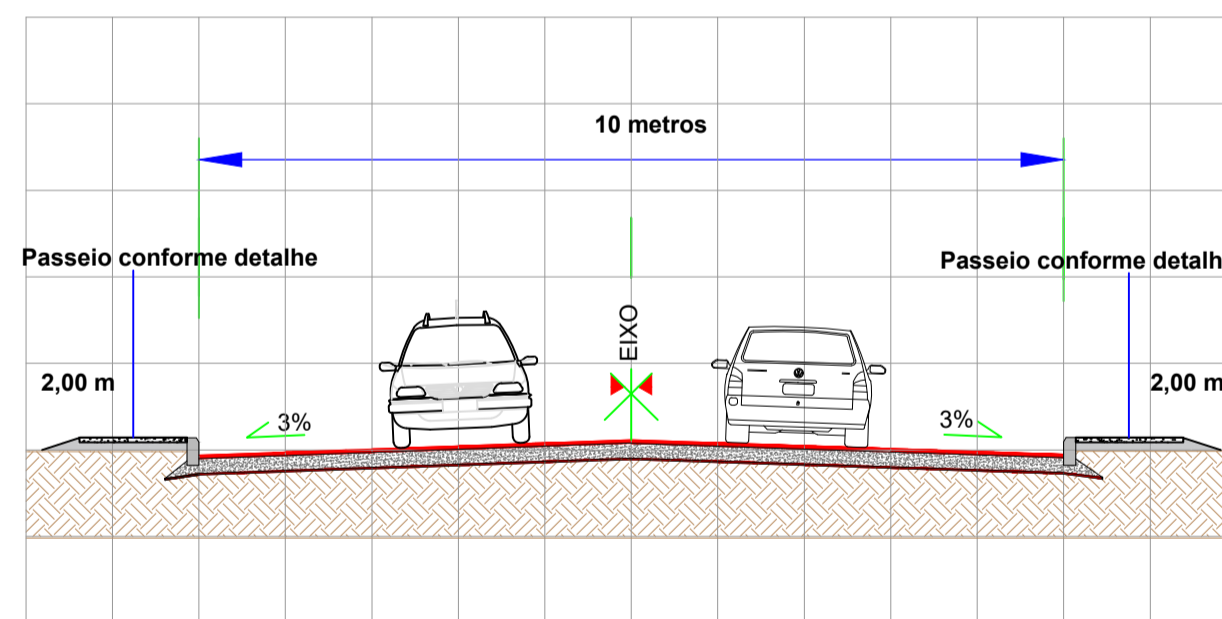 10 metros
Passeio conforme detalhe
Passeio conforme detalh
EIXO
2,00 m
2,00 m
3%
3%